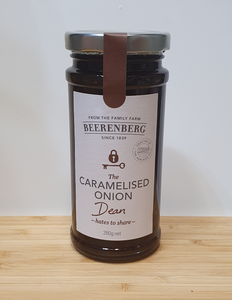 FROM THE FAMILY FARM
BEERENBERG
SINCE 1839
The
CARAMELISED
ONION
Dean
~hates to share~
280g net